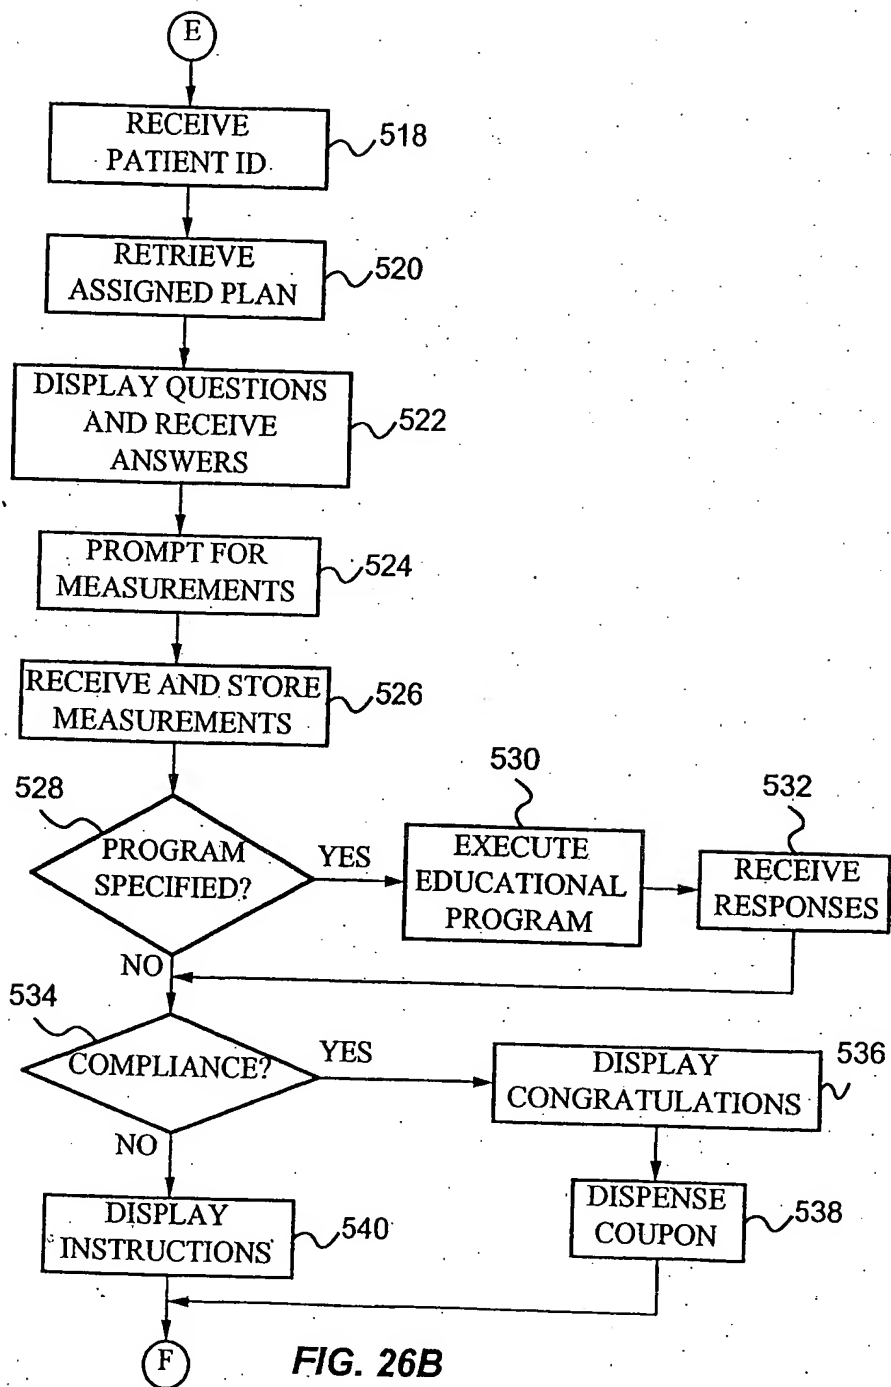 E
RECEIVE
PATIENT ID
518
RETRIEVE
ASSIGNED PLAN
520
DISPLAY QUESTIONS
AND RECEIVE
ANSWERS
522
PROMPT FOR
MEASUREMENTS
524
RECEIVE AND STORE
MEASUREMENTS
526
528
PROGRAM
SPECIFIED?
YES
NO
530
EXECUTE
EDUCATIONAL
PROGRAM
532
RECEIVE
RESPONSES
534
COMPLIANCE?
YES
NO
DISPLAY
CONGRATULATIONS
536
DISPENSE
COUPON
538
DISPLAY
INSTRUCTIONS
540
F
FIG. 26B